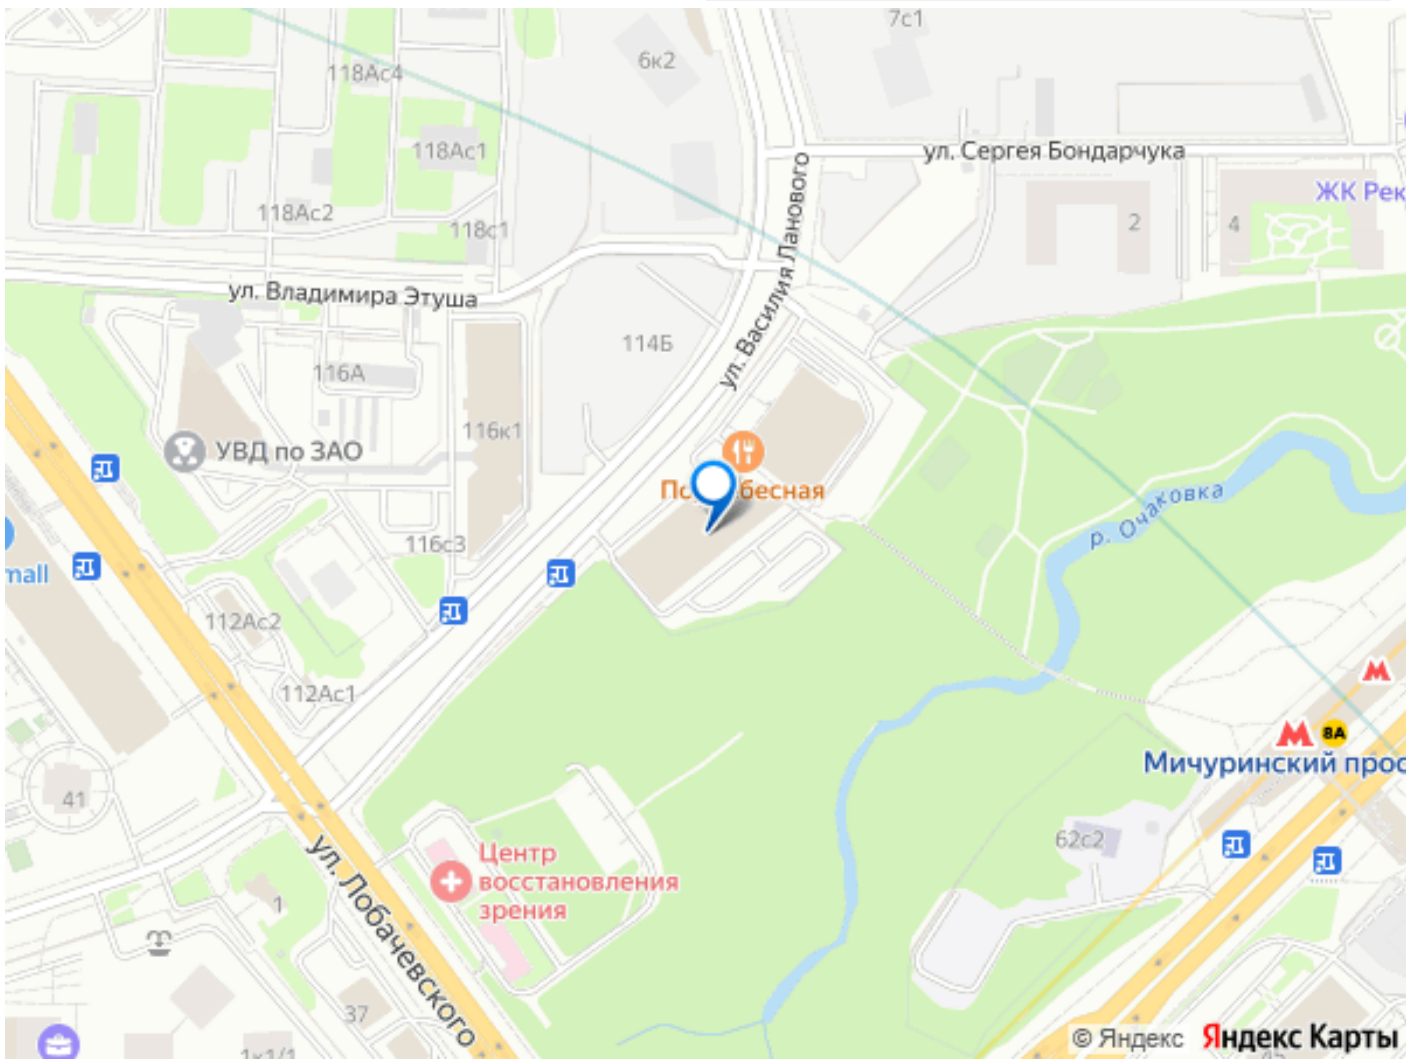 7с1
6к2
118Ас4
118Ас1
ул. Сергея Бондарчука
ЖК Рек
118Ас2
118с1
2
4
ул. Василия Ланового
ул. Владимира Этуша
114Б
116А
116к1
УВД по ЗАО
бесная
р. Очаковка
116с3
mall
112Ас2
112Ас1
М
М
8А
Мичуринский прос
41
62с2
ул. Лобачевского
Центр
восстановления
зрения
1
37
1к1/1
© Яндекс Яндекс Карты